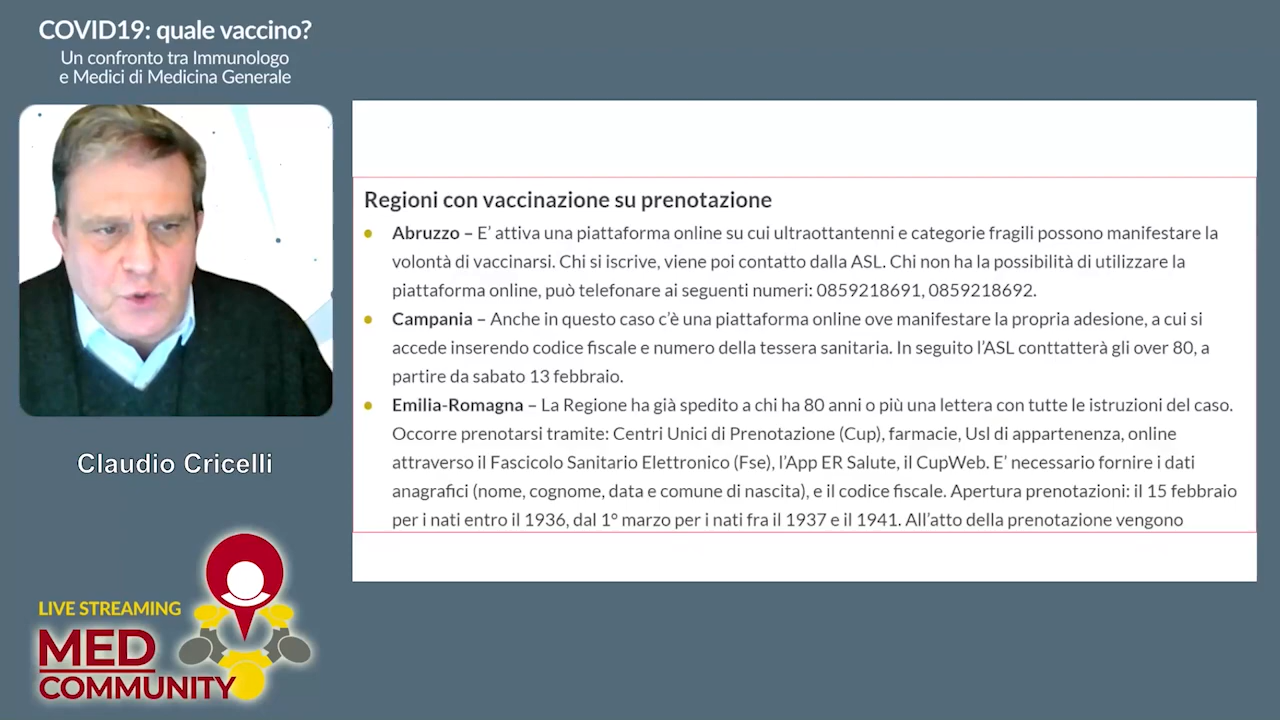 COVID19: quale vaccino?
Un confronto tra Immunologo
e Medici di Medicina Generale
Claudio Cricelli
LIVE STREAMING
MED
COMMUNITY
Regioni con vaccinazione su prenotazione
Abruzzo – E' attiva una piattaforma online su cui ultraottantenni e categorie fragili possono manifestare la
volontà di vaccinarsi. Chi si iscrive, viene poi contatto dalla ASL. Chi non ha la possibilità di utilizzare la
piattaforma online, può telefonare ai seguenti numeri: 0859218691, 0859218692.
Campania – Anche in questo caso c'è una piattaforma online ove manifestare la propria adesione, a cui si
accede inserendo codice fiscale e numero della tessera sanitaria. In seguito l'ASL conttatterà gli over 80, a
partire da sabato 13 febbraio.
Emilia-Romagna – La Regione ha già spedito a chi ha 80 anni o più una lettera con tutte le istruzioni del caso.
Occorre prenotarsi tramite: Centri Unici di Prenotazione (Cup), farmacie, Usl di appartenenza, online
attraverso il Fascicolo Sanitario Elettronico (Fse), l'App ER Salute, il CupWeb. E' necessario fornire i dati
anagrafici (nome, cognome, data e comune di nascita), e il codice fiscale. Apertura prenotazioni: il 15 febbraio
per i nati entro il 1936, dal 1° marzo per i nati fra il 1937 e il 1941. All'atto della prenotazione vengono